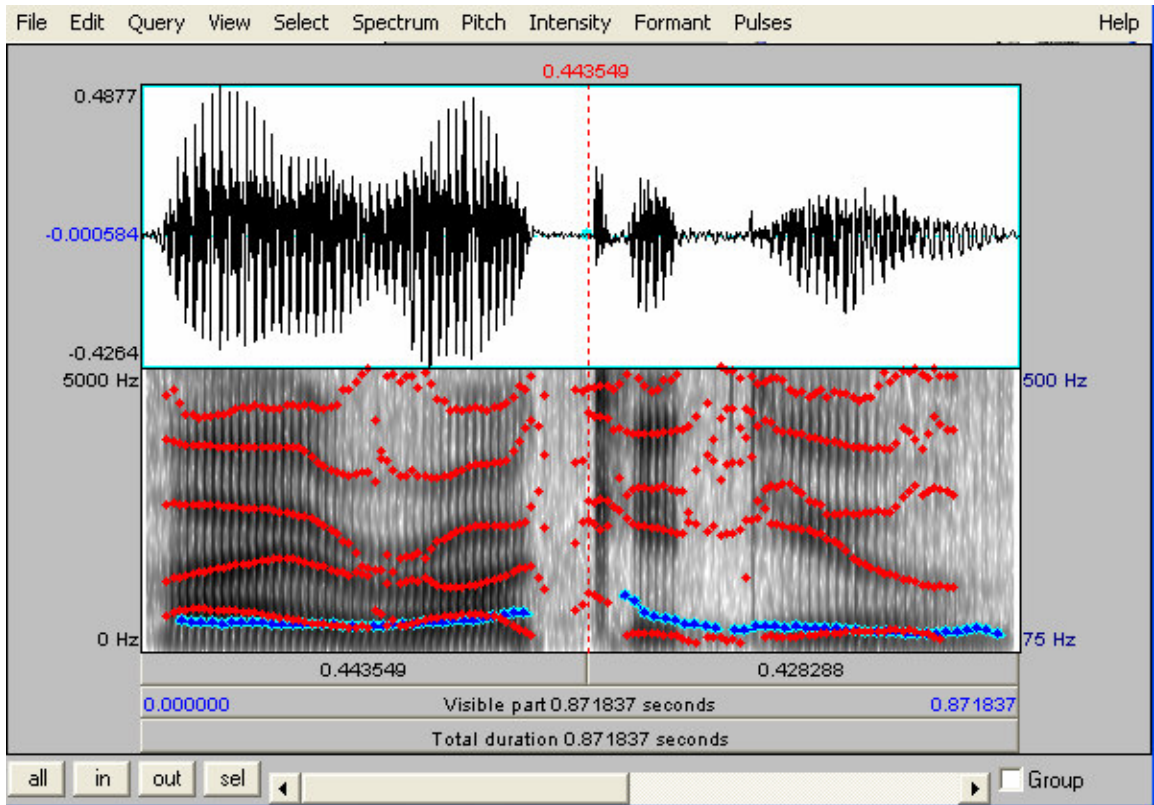 File Edit Query View Select Spectrum Pitch Intensity Formant Pulses Help
0.443549
0.4877
-0.000584
-0.4264
5000 Hz 500 Hz
0 Hz 75 Hz
0.443549 0.428288
0.000000 Visible part 0.871837 seconds 0.871837
Total duration 0.871837 seconds
all in out sel Group